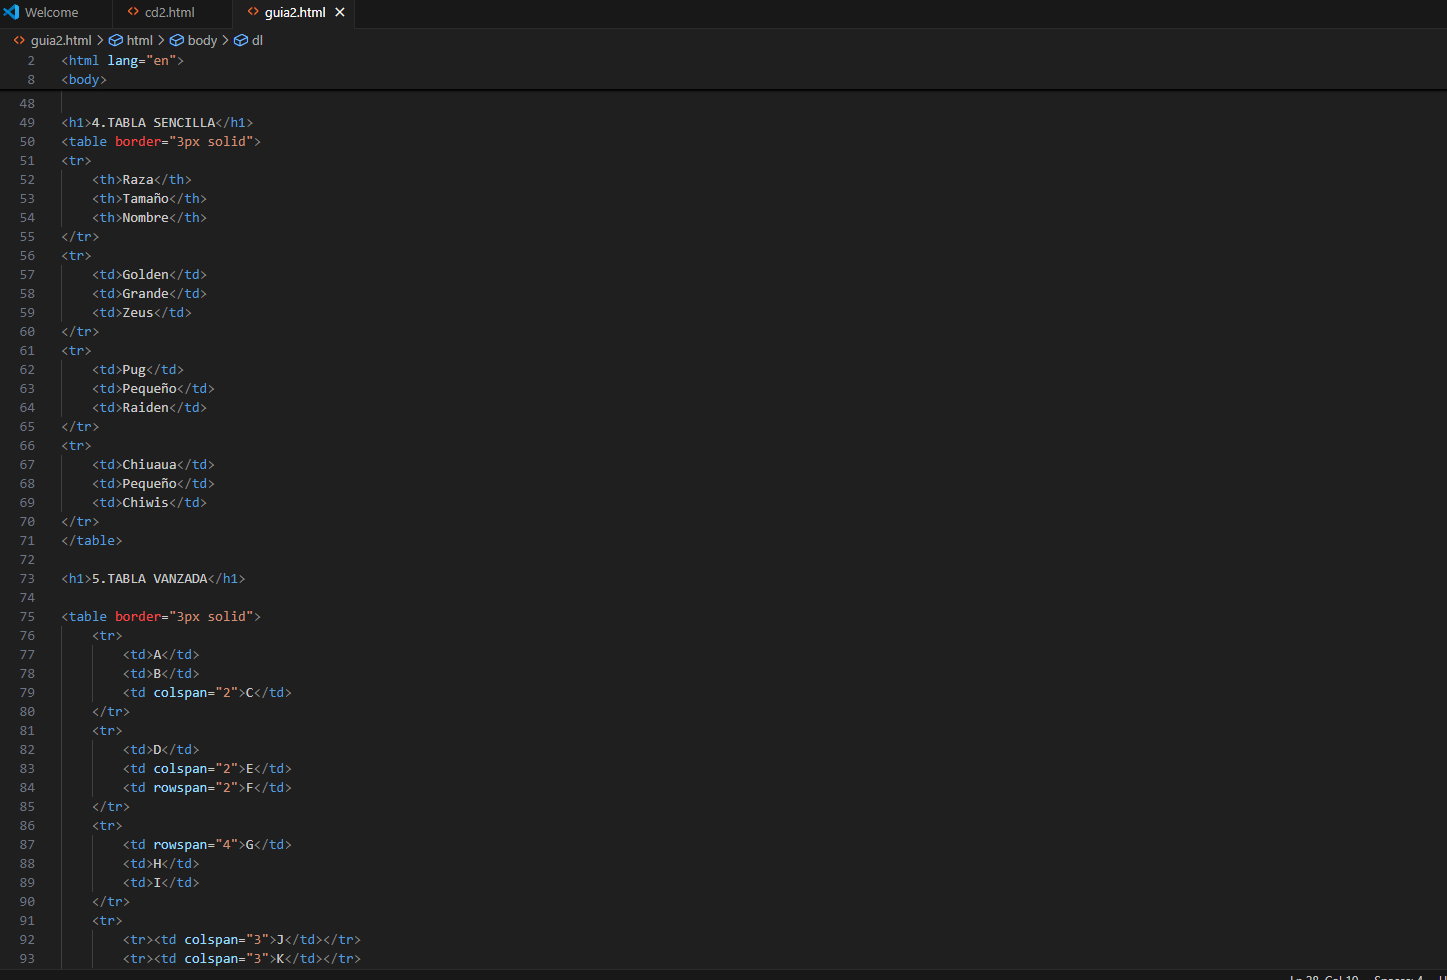 Welcome
cd2.html
guia2.html
guia2.html > html > body > dl
2 <html lang="en">
8 <body>
48
49 <h1>4.TABLA SENCILLA</h1>
50 <table border="3px solid">
51 <tr>
52 <th>Raza</th>
53 <th>Tamaño</th>
54 <th>Nombre</th>
55 </tr>
56 <tr>
57 <td>Golden</td>
58 <td>Grande</td>
59 <td>Zeus</td>
60 </tr>
61 <tr>
62 <td>Pug</td>
63 <td>Pequeño</td>
64 <td>Raiden</td>
65 </tr>
66 <tr>
67 <td>Chiuaua</td>
68 <td>Pequeño</td>
69 <td>Chiwis</td>
70 </tr>
71 </table>
72
73 <h1>5.TABLA VANZADA</h1>
74
75 <table border="3px solid">
76 <tr>
77 <td>A</td>
78 <td>B</td>
79 <td colspan="2">C</td>
80 </tr>
81 <tr>
82 <td>D</td>
83 <td colspan="2">E</td>
84 <td rowspan="2">F</td>
85 </tr>
86 <tr>
87 <td rowspan="4">G</td>
88 <td>H</td>
89 <td>I</td>
90 </tr>
91 <tr>
92 <tr><td colspan="3">J</td></tr>
93 <tr><td colspan="3">K</td></tr>